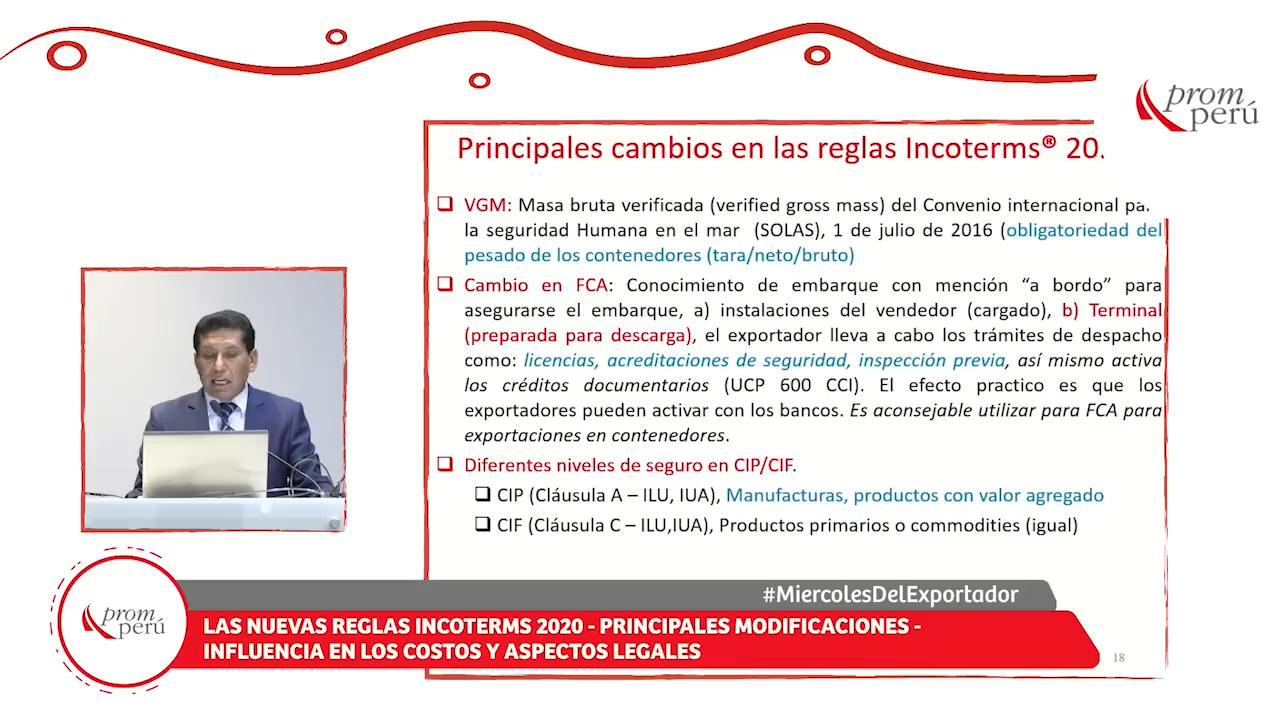 prom
perú
Principales cambios en las reglas Incoterms® 20
VGM: Masa bruta verificada (verified gross mass) del Convenio internacional
la seguridad Humana en el mar (SOLAS), 1 de julio de 2016 (obligatoriedad del
pesado de los contenedores (tara/neto/bruto)
Cambio en FCA: Conocimiento de embarque con mención “a bordo” para
asegurarse el embarque, a) instalaciones del vendedor (cargado), b) Terminal
(preparada para descarga), el exportador lleva a cabo los trámites de despacho
como: licencias, acreditaciones de seguridad, inspección previa, así mismo activa
los créditos documentarios (UCP 600 CCI). El efecto practico es que los
exportadores pueden activar con los bancos. Es aconsejable utilizar para FCA para
exportaciones en contenedores.
Diferentes niveles de seguro en CIP/CIF.
CIP (Cláusula A – ILU, IUA), Manufacturas, productos con valor agregado
CIF (Cláusula C – ILU,IUA), Productos primarios o commodities (igual)
#MiercolesDelExportador
prom
perú
LAS NUEVAS REGLAS INCOTERMS 2020 - PRINCIPALES MODIFICACIONES -
INFLUENCIA EN LOS COSTOS Y ASPECTOS LEGALES
18